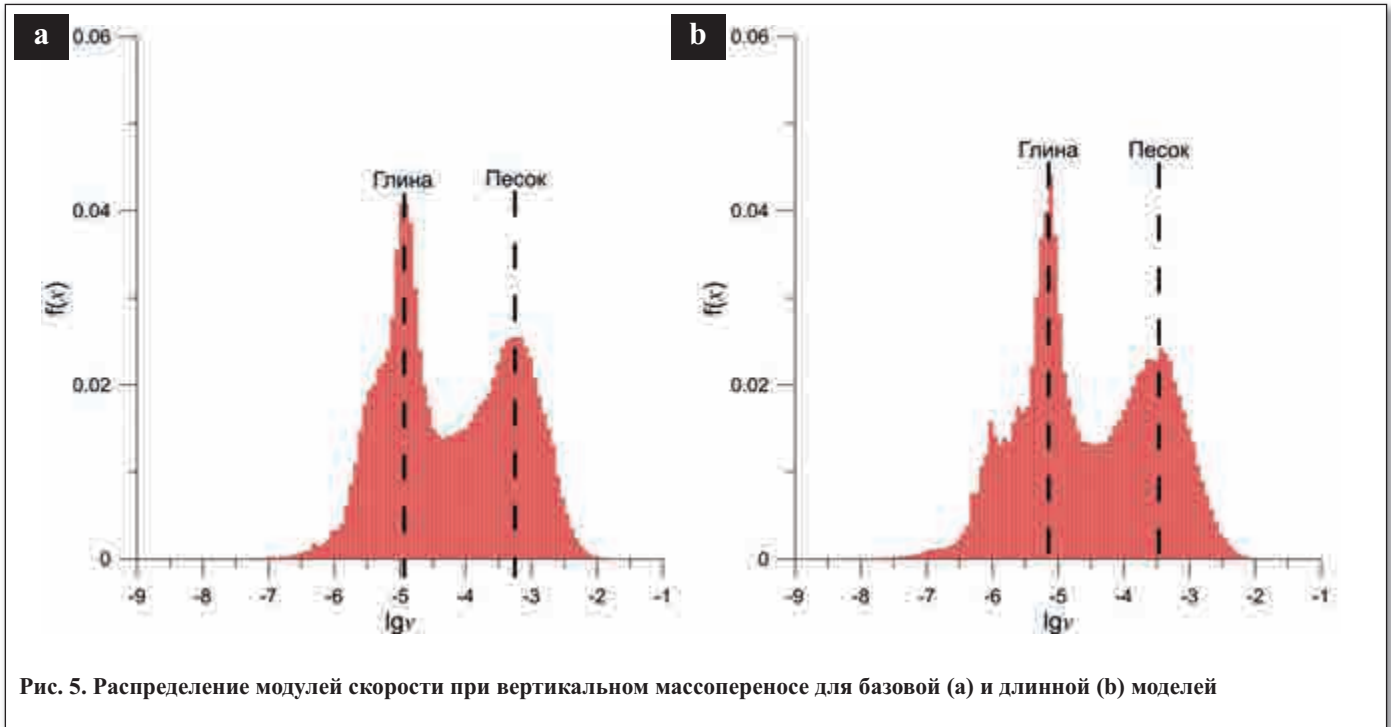 a
0.06
Глина Песок
0.04
f(x)
0.02
0
-9 -8 -7 -6 -5 -4 -3 -2 -1
lgv
b
0.06
Глина Песок
0.04
f(x)
0.02
0
-9 -8 -7 -6 -5 -4 -3 -2 -1
lgv
Рис. 5. Распределение модулей скорости при вертикальном массопереносе для базовой (a) и длинной (b) моделей